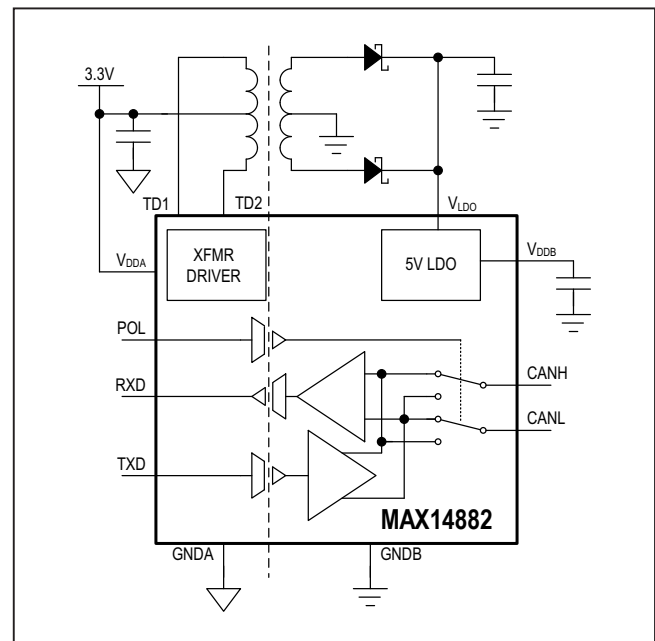 3.3V
TD1
TD2
VLDO
VDDA
XFMR
DRIVER
5V LDO
VDDB
POL
RXD
CANH
CANL
TXD
MAX14882
GNDA
GNDB